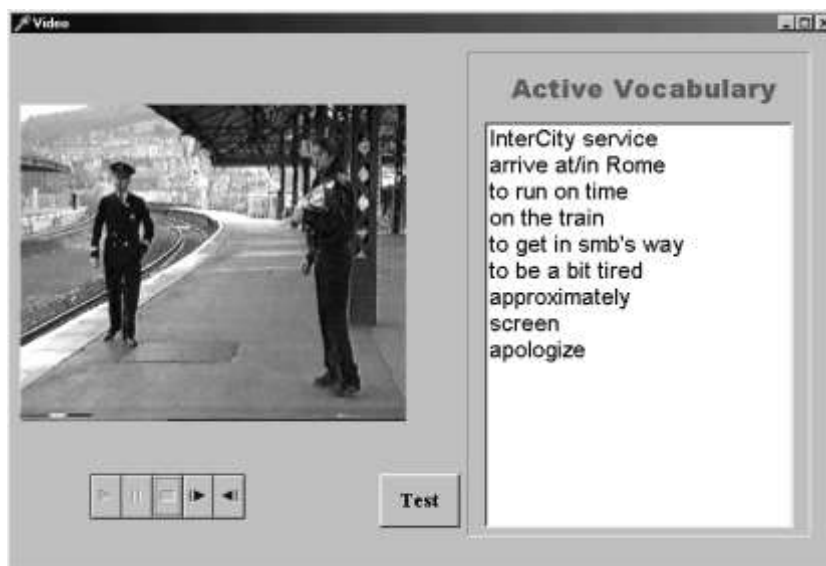 Video
Active Vocabulary
InterCity service
arrive at/in Rome
to run on time
on the train
to get in smb's way
to be a bit tired
approximately
screen
apologize
Test